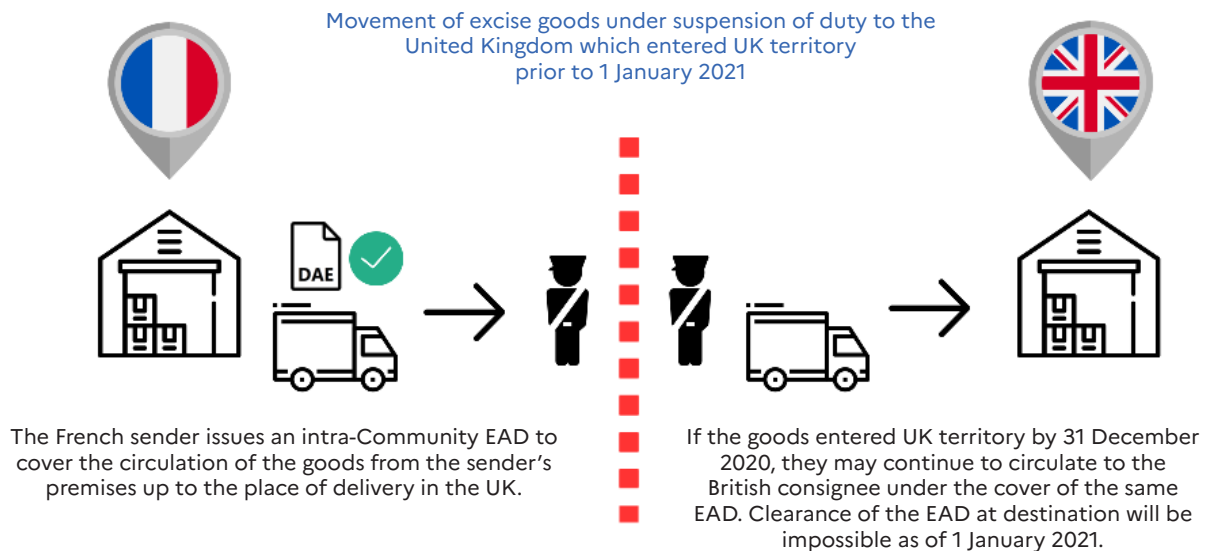 Movement of excise goods under suspension of duty to the
United Kingdom which entered UK territory
prior to 1 January 2021
DAE
The French sender issues an intra-Community EAD to
cover the circulation of the goods from the sender’s
premises up to the place of delivery in the UK.
If the goods entered UK territory by 31 December
2020, they may continue to circulate to the
British consignee under the cover of the same
EAD. Clearance of the EAD at destination will be
impossible as of 1 January 2021.